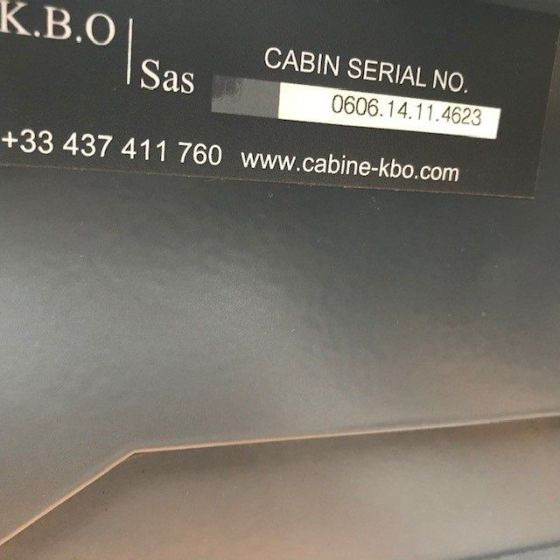 K.B.O
Sas
CABIN SERIAL NO.
0606.14.11.4623
+33 437 411 760 www.cabine-kbo.com